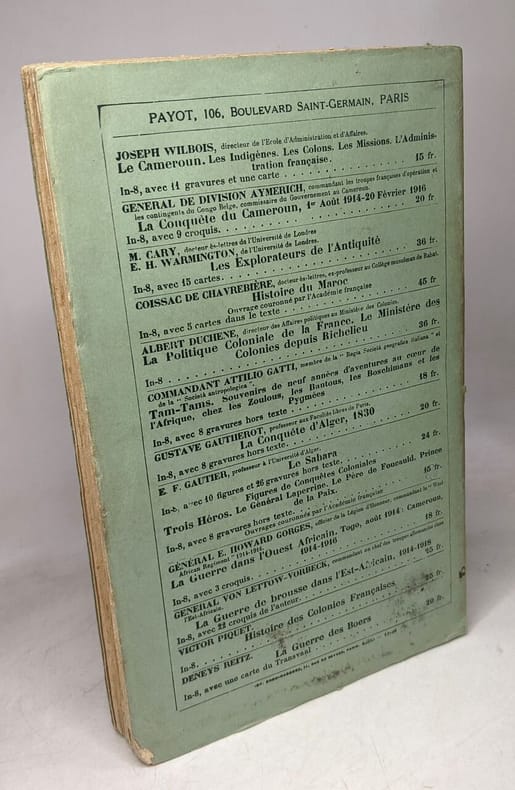 PAYOT, 106, BOULEVARD SAINT-GERMAIN, PARIS
JOSEPH WILBOIS, directeur de l'Ecole d'Administration et d'Affaires.
Le Cameroun. Les Indigènes. Les Colons. Les Missions. L'Adminis-
tration française.
In-8, avec 11 gravures et une carte . . . . . 15 fr.
GENERAL DE DIVISION AYMERICH, commandant les troupes françaises d'opération et
les contingents du Congo Belge, commissaire du Gouvernement au Cameroun.
La Conquête du Cameroun, 1er Août 1914-20 Février 1916
In-8, avec 9 croquis. . . . . . 20 fr.
M. CARY, docteur ès-lettres de l'Université de Londres
E. H. WARMINGTON, de l'Université de Londres.
Les Explorateurs de l'Antiquité
In-8, avec 15 cartes. . . . . . 36 fr.
COISSAC DE CHAVREBIÈRE, docteur ès-lettres, ex-professeur au Collège musulman de Rabat.
Histoire du Maroc
Ouvrage couronné par l'Académie française
In-8, avec 5 cartes dans le texte . . . . . 45 fr
ALBERT DUCHENE, directeur des Affaires politiques au Ministère des Colonies.
La Politique Coloniale de la France. Le Ministère des
Colonies depuis Richelieu
In-8 . . . . . 36 fr.
COMMANDANT ATTILIO GATTI, membre de la "Regia Società geografica italiana" et
de la "Società antropologica"
Tam-Tams. Souvenirs de neuf années d'aventures au cœur de
l'Afrique, chez les Zoulous, les Bantous, les Boschimans et les
Pygmées
In-8, avec 8 gravures hors texte . . . . . 18 fr.
GUSTAVE GAUTHEROT, professeur aux Facultés Libres de Paris.
La Conquête d'Alger, 1830
In-8, avec 8 gravures hors texte. . . . . . 20 fr.
E. F. GAUTIER, professeur à l'Université d'Alger.
Le Sahara
In-8, avec 10 figures et 26 gravures hors texte. . . . . . 24 fr.
Figures de Conquêtes Coloniales
Trois Héros. Le Général Laperrine. Le Père de Foucauld. Prince
de la Paix.
In-8, avec 8 gravures hors texte. . . . . . 15 fr.
Ouvrages couronnés par l'Académie française
GÉNÉRAL E. HOWARD GORGES, officier de la Légion d'Honneur, commandant le "West
African Regiment" 1914-1916.
La Guerre dans l'Ouest Africain. Togo, août 1914; Cameroun,
1914-1916
In-8, avec 3 croquis. . . . . . 18 fr.
GENERAL VON LETTOW-VORBECK, commandant en chef des troupes allemandes dans
l'Est-Africain.
La Guerre de brousse dans l'Est-Africain, 1914-1918
In-8, avec 22 croquis de l'auteur. . . . . . 25 fr.
VICTOR PIQUET.
Histoire des Colonies Françaises
In-8. . . . . . 25 fr.
DENEYS REITZ.
La Guerre des Boers
In-8, avec une carte du Transvaal . . . . . 20 fr.